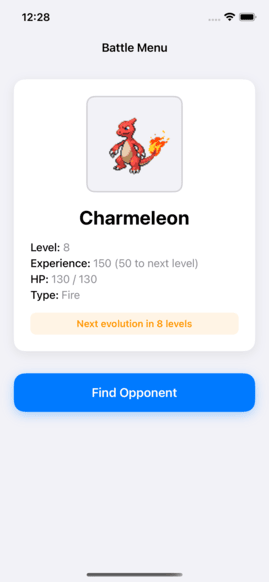 12:28
Battle Menu
Charmeleon
Level: 8
Experience: 150 (50 to next level)
HP: 130 / 130
Type: Fire
Next evolution in 8 levels
Find Opponent